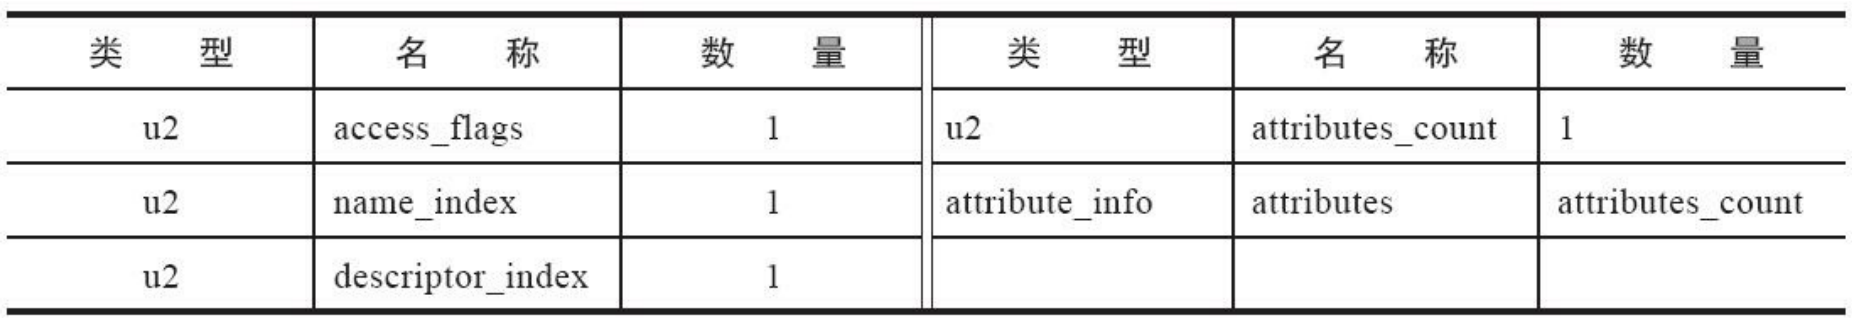 类 型 名 称 数 量 类 型 名 称 数 量
u2 access_flags 1 u2 attributes_count 1
u2 name_index 1 attribute_info attributes attributes_count
u2 descriptor_index 1